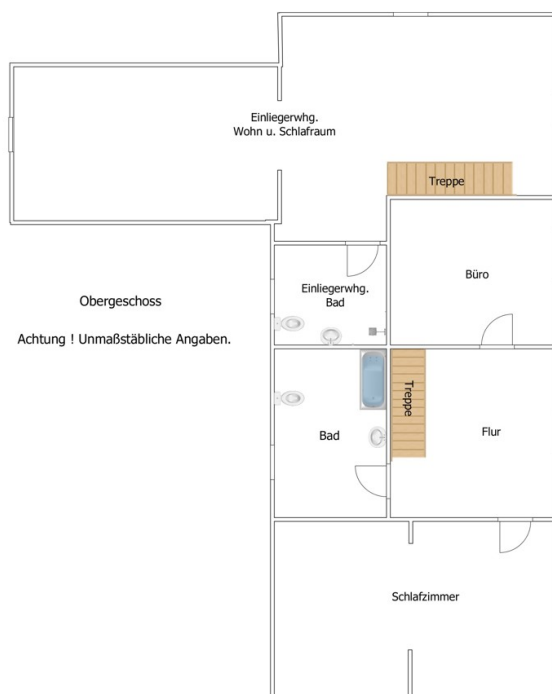 Einliegerwhg.
Wohn u. Schlafraum
Treppe
Einliegerwhg.
Bad
Büro
Obergeschoss
Achtung ! Unmaßstäbliche Angaben.
Treppe
Bad
Flur
Schlafzimmer